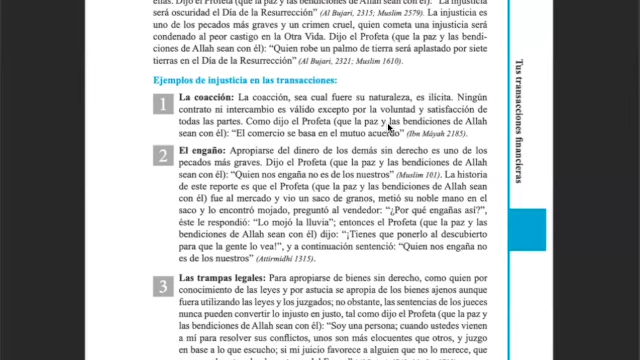 ellas. Dijo el Profeta (que la paz y las bendiciones de Allah sean con él): "La injusticia
será oscuridad el Día de la Resurrección" (Al Bujari, 2315; Muslim 2579). La injusticia es
uno de los pecados más graves y un crimen cruel, quien cometa una injusticia será
condenado al peor castigo en la Otra Vida. Dijo el Profeta (que la paz y las bendi-
ciones de Allah sean con él): "Quien robe un palmo de tierra será aplastado por siete
tierras en el Día de la Resurrección" (Al Bujari, 2321; Muslim 1610).
Ejemplos de injusticia en las transacciones:
1 La coacción: La coacción, sea cual fuere su naturaleza, es ilícita. Ningún
contrato ni intercambio es válido excepto por la voluntad y satisfacción de
todas las partes. Como dijo el Profeta (que la paz y las bendiciones de Allah
sean con él): "El comercio se basa en el mutuo acuerdo" (Ibn Máyah 2185).
2 El engaño: Apropiarse del dinero de los demás sin derecho es uno de los
pecados más graves. Dijo el Profeta (que la paz y las bendiciones de Allah
sean con él): "Quien nos engaña no es de los nuestros" (Muslim 101). La historia
de este reporte es que el Profeta (que la paz y las bendiciones de Allah sean
con él) fue al mercado y vio un saco de granos, metió su noble mano en el
saco y lo encontró mojado, preguntó al vendedor: "¿Por qué engañas así?",
éste le respondió: "Lo mojó la lluvia"; entonces el Profeta (que la paz y las
bendiciones de Allah sean con él) dijo: "¡Tienes que ponerlo al descubierto
para que la gente lo vea!", y a continuación sentenció: "Quien nos engaña no
es de los nuestros" (Attirmidhi 1315).
3 Las trampas legales: Para apropiarse de bienes sin derecho, como quien por
conocimiento de las leyes y por astucia se apropia de los bienes ajenos aunque
fuera utilizando las leyes y los juzgados; no obstante, las sentencias de los jueces
nunca pueden convertir lo injusto en justo, tal como dijo el Profeta (que la paz y
las bendiciones de Allah sean con él): "Soy una persona; cuando ustedes vienen
a mí para resolver sus conflictos, unos son más elocuentes que otros, y juzgo
en base a lo que escucho; si mi juicio favorece a alguien que no lo merece, que
Tus transacciones financieras